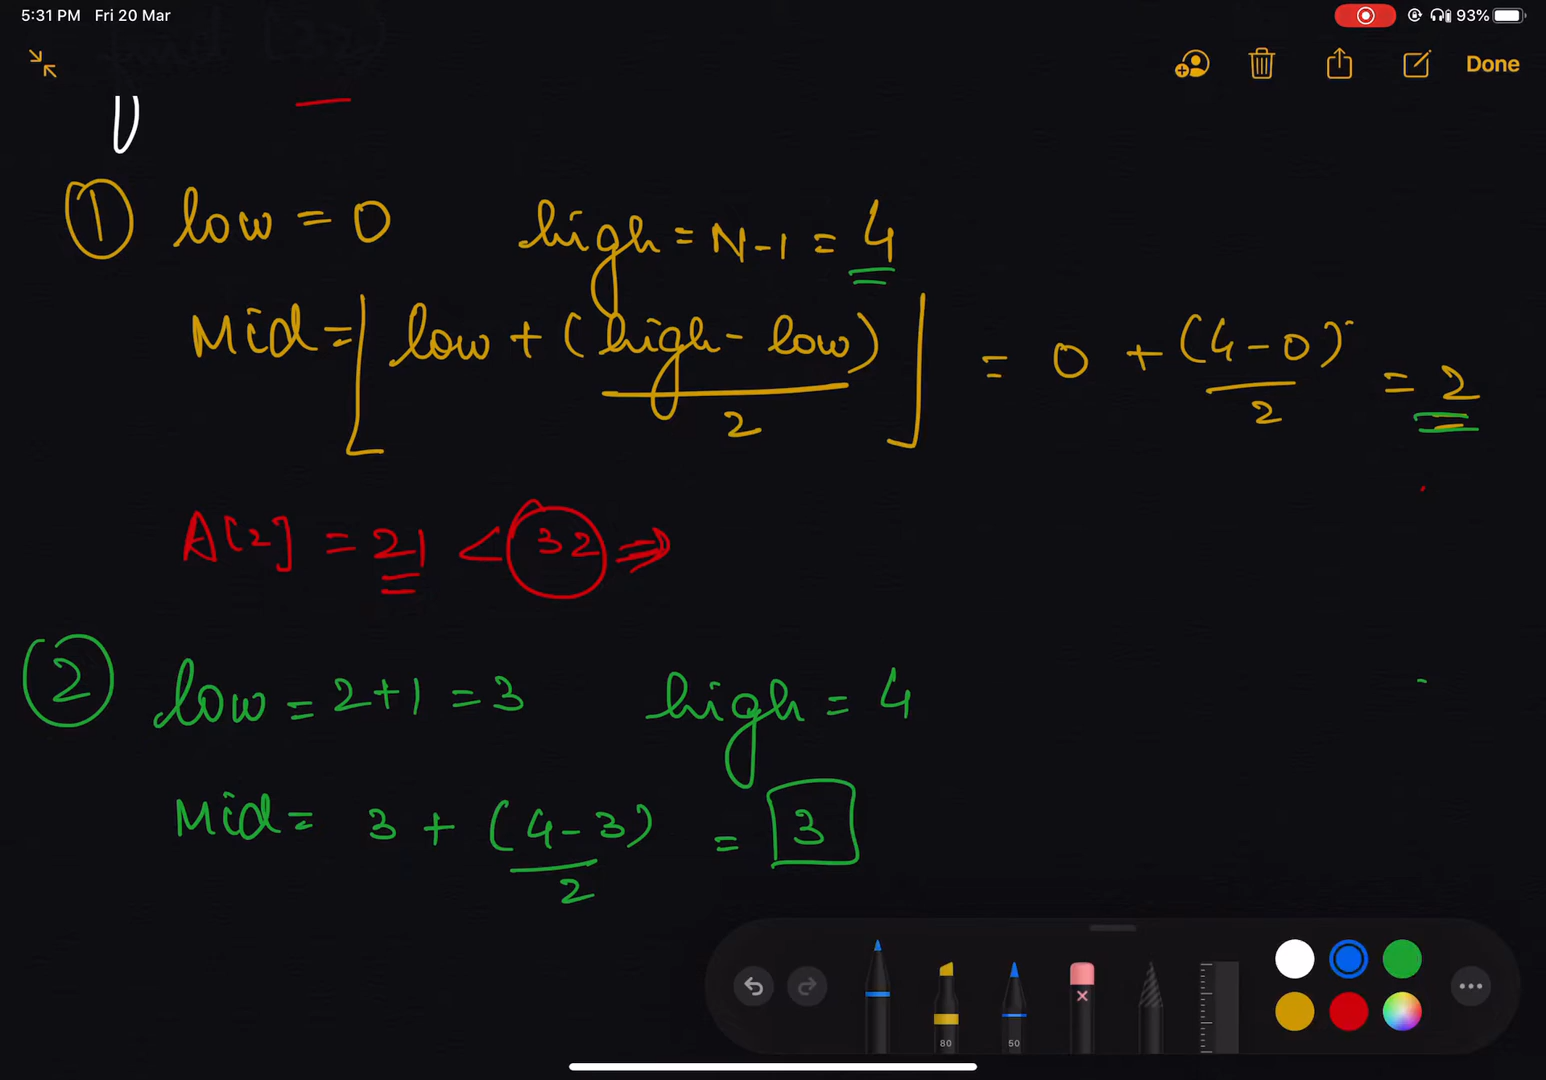 5:31 PM Fri 20 Mar
93%
find (32)
Done
1 low = 0 high = N-1 = 4
Mid = ⌊ low + (high - low)/2 ⌋ = 0 + (4-0)/2 = 2
A[2] = 21 < 32 ⇒
2 low = 2+1 = 3 high = 4
Mid = 3 + (4-3)/2 = 3
80 50